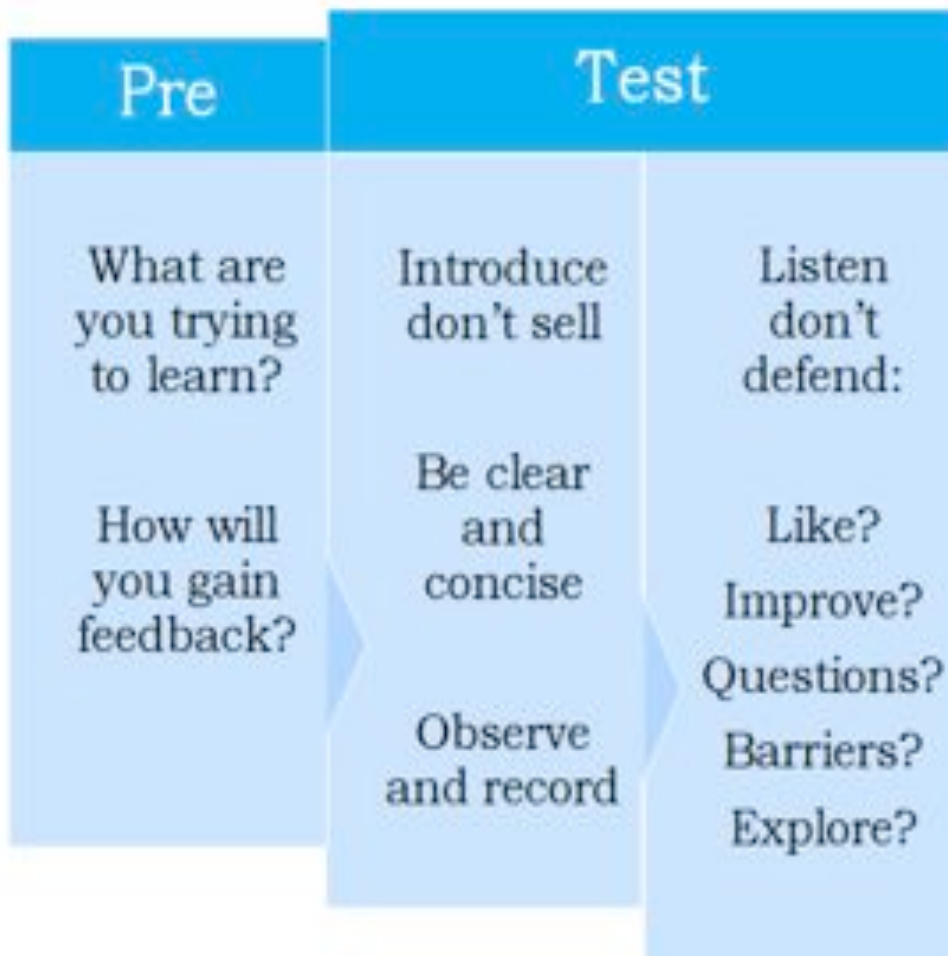 Pre
Test
What are
you trying
to learn?
How will
you gain
feedback?
Introduce
don't sell
Be clear
and
concise
Observe
and record
Listen
don't
defend:
Like?
Improve?
Questions?
Barriers?
Explore?